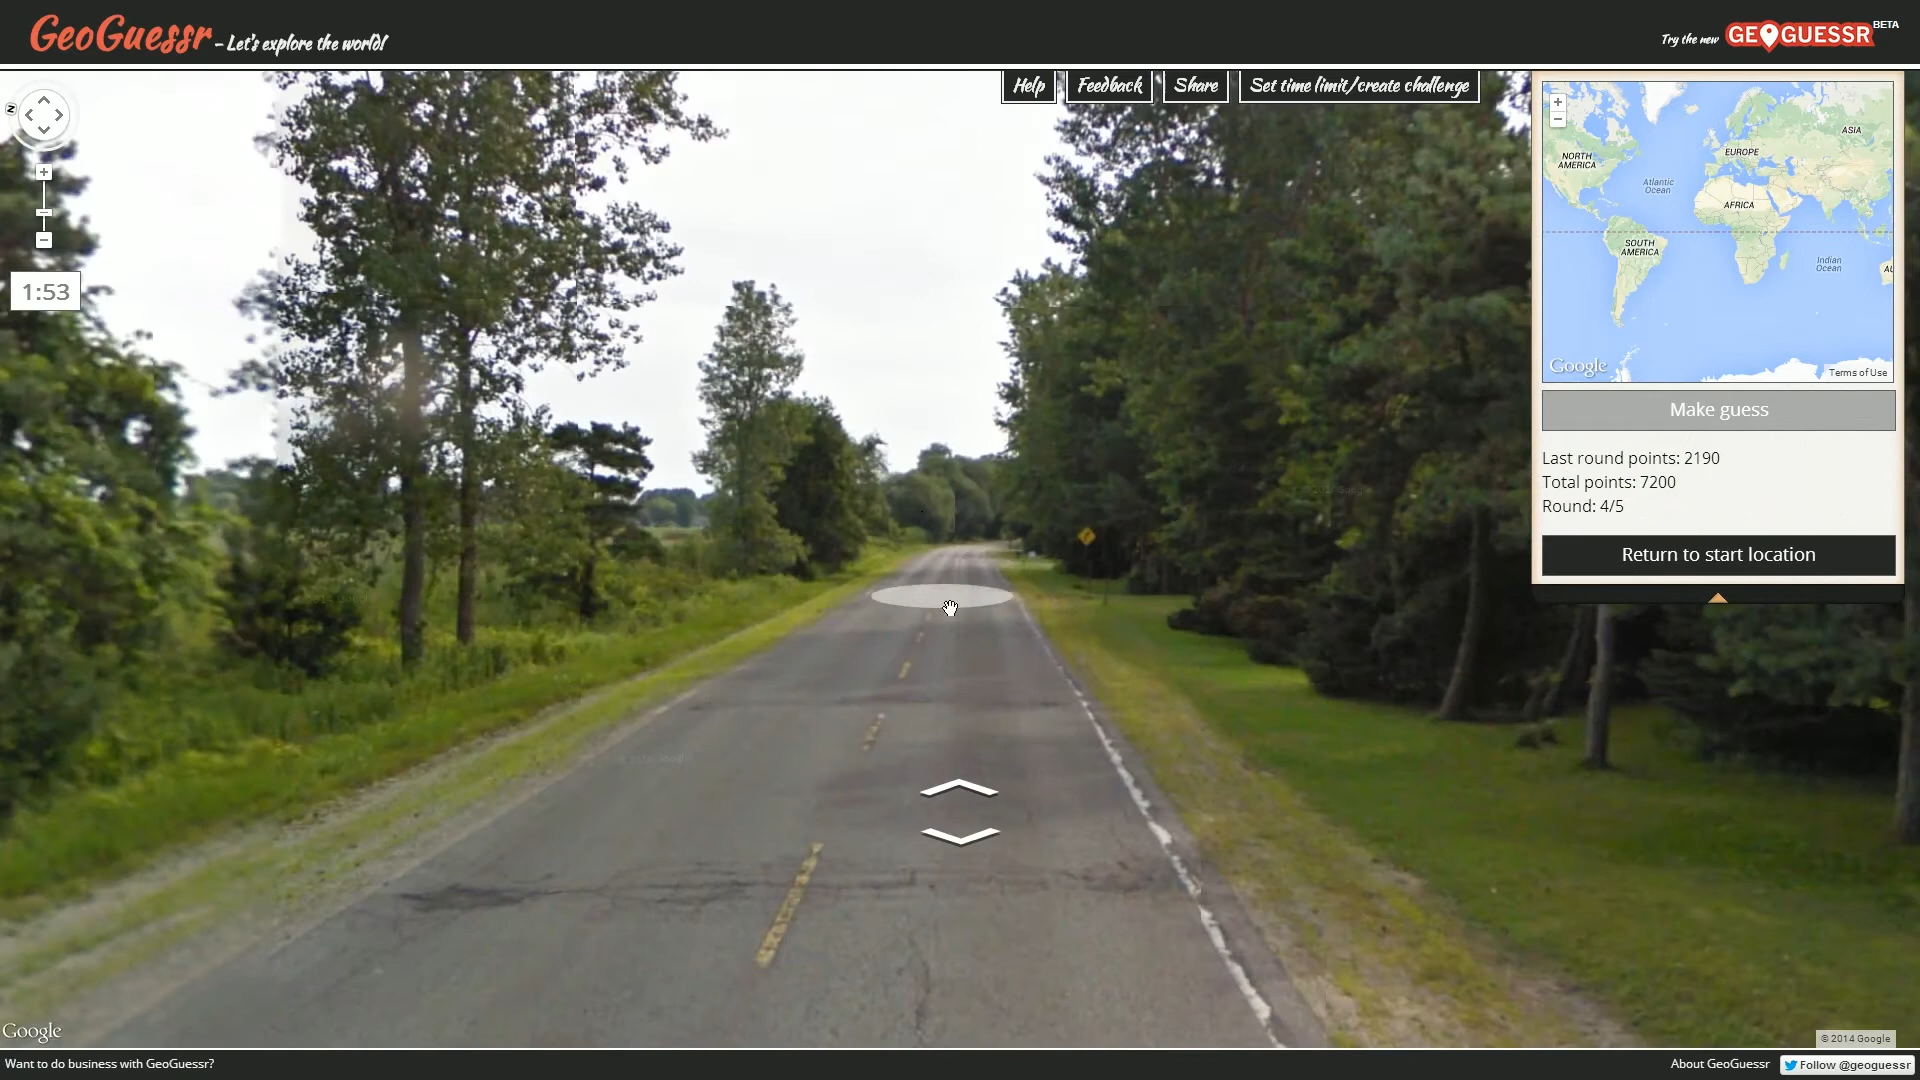 GeoGuessr – Let's explore the world!
Try the new GEOGUESSR BETA
Help
Feedback
Share
Set time limit/create challenge
N
1:53
NORTH AMERICA
EUROPE
ASIA
Atlantic Ocean
AFRICA
SOUTH AMERICA
Indian Ocean
AU
Google
Terms of Use
Make guess
Last round points: 2190
Total points: 7200
Round: 4/5
Return to start location
Google
© 2014 Google
Want to do business with GeoGuessr?
About GeoGuessr
Follow @geoguessr